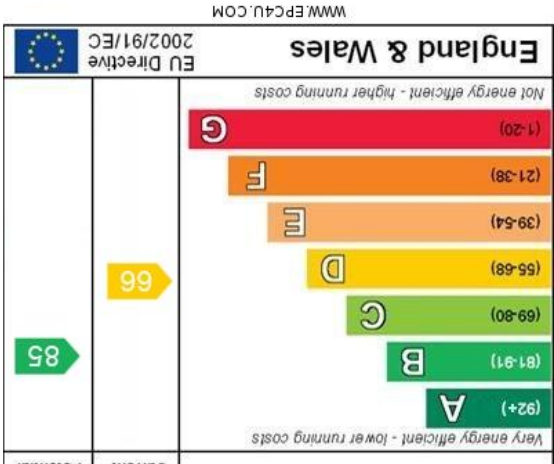 Very energy efficient - lower running costs
(92+) A
(81-91) B
(69-80) C
(55-68) D
(39-54) E
(21-38) F
(1-20) G
85
66
Not energy efficient - higher running costs
England & Wales
EU Directive
2002/91/EC
WWW.EPC4U.COM